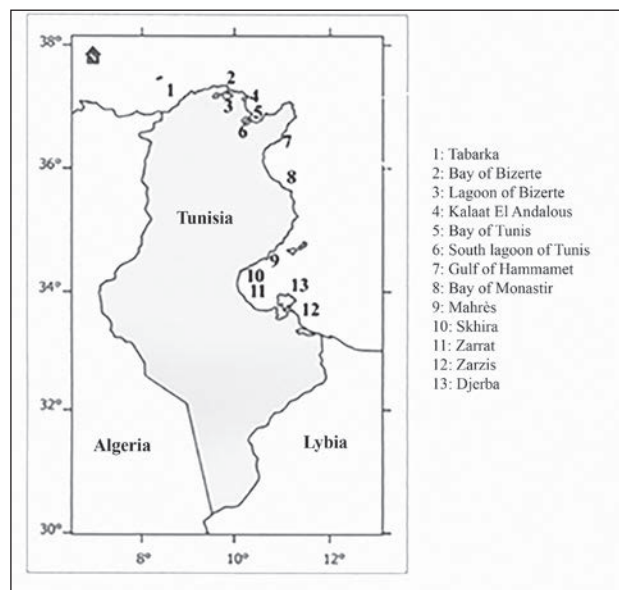 38°
36°
34°
32°
30°
8°
10°
12°
1
2
3
4
5
6
7
8
9
10
11
13
12
Tunisia
Algeria
Lybia
1: Tabarka
2: Bay of Bizerte
3: Lagoon of Bizerte
4: Kalaat El Andalous
5: Bay of Tunis
6: South lagoon of Tunis
7: Gulf of Hammamet
8: Bay of Monastir
9: Mahrès
10: Skhira
11: Zarrat
12: Zarzis
13: Djerba